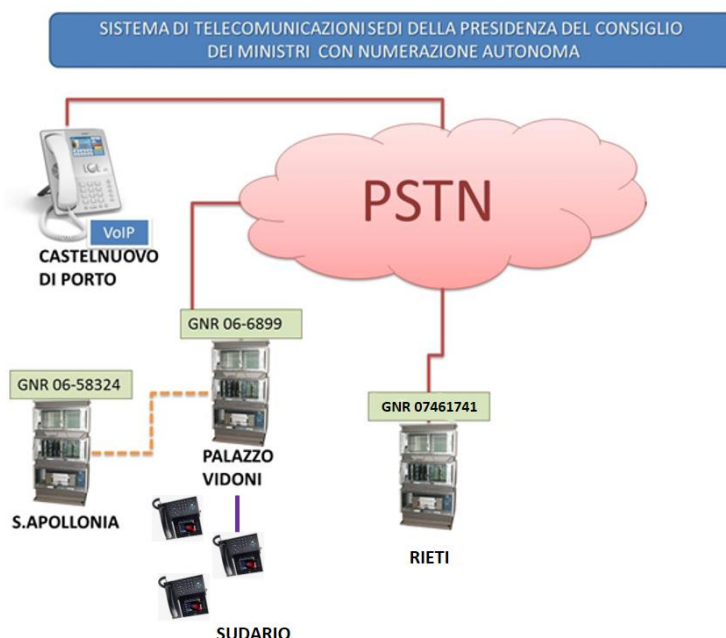 SISTEMA DI TELECOMUNICAZIONI SEDI DELLA PRESIDENZA DEL CONSIGLIO
DEI MINISTRI CON NUMERAZIONE AUTONOMA
PSTN
VoIP
CASTELNUOVO
DI PORTO
GNR 06-6899
GNR 06-58324
GNR 07461741
PALAZZO
VIDONI
S.APOLLONIA
RIETI
SUDARIO